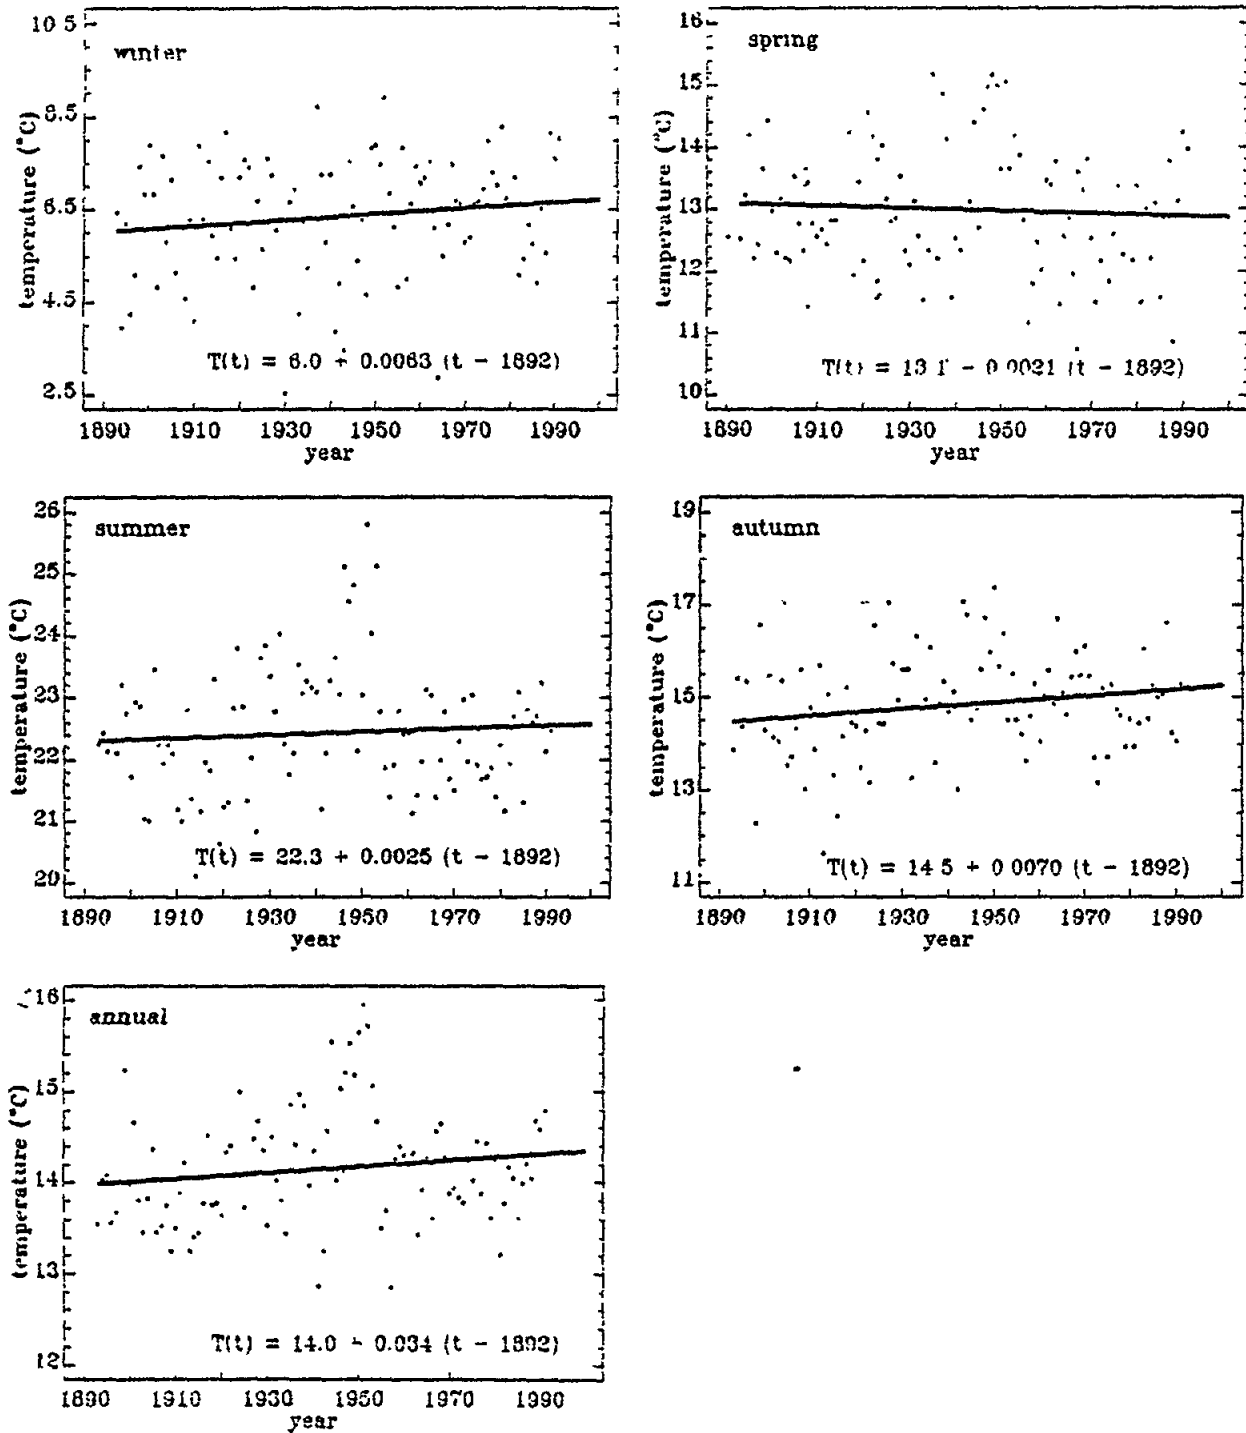 winter
temperature (°C)
10 5
8.5
6.5
4.5
2.5
T(t) = 6.0 + 0.0063 (t - 1892)
1890 1910 1930 1950 1970 1990
year
spring
temperature (°C)
16
15
14
13
12
11
10
T(t) = 13 1 - 0.0021 (t - 1892)
1890 1910 1930 1950 1970 1990
year
summer
temperature (°C)
26
25
24
23
22
21
20
T(t) = 22.3 + 0.0025 (t - 1892)
1890 1910 1930 1950 1970 1990
year
autumn
temperature (°C)
19
17
15
13
11
T(t) = 14 5 + 0.0070 (t - 1892)
1890 1910 1930 1950 1970 1990
year
annual
temperature (°C)
16
15
14
13
12
T(t) = 14.0 0.034 (t - 1892)
1890 1910 1930 1950 1970 1990
year